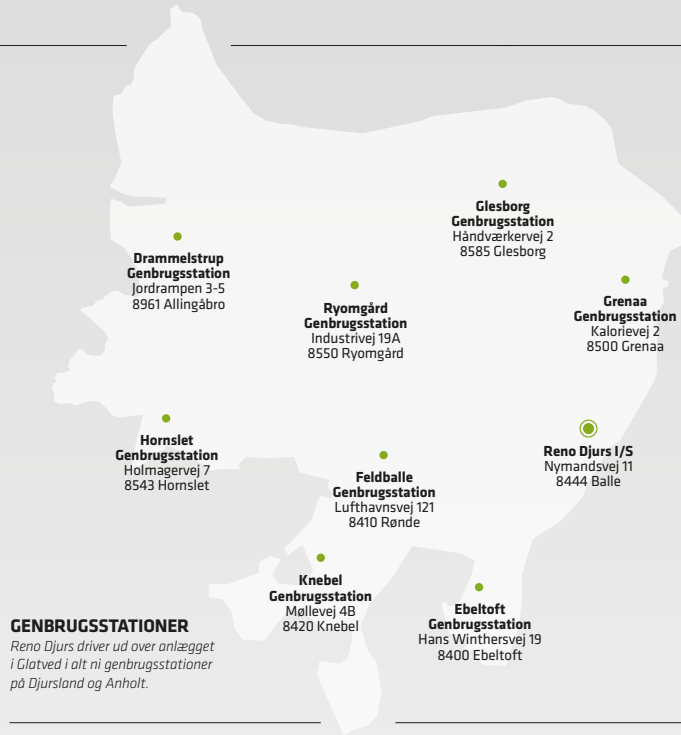 Glesborg
Genbrugsstation
Håndværkervej 2
8585 Glesborg
Drammelstrup
Genbrugsstation
Jordrampen 3-5
8961 Allingåbro
Ryomgård
Genbrugsstation
Industrivej 19A
8550 Ryomgård
Grenaa
Genbrugsstation
Kalorievej 2
8500 Grenaa
Hornslet
Genbrugsstation
Holmagervej 7
8543 Hornslet
Feldballe
Genbrugsstation
Lufthavnsvej 121
8410 Rønde
Reno Djurs I/S
Nymandsvej 11
8444 Balle
Knebel
Genbrugsstation
Møllevej 4B
8420 Knebel
Ebeltoft
Genbrugsstation
Hans Winthersvej 19
8400 Ebeltoft
GENBRUGSSTATIONER
Reno Djurs driver ud over anlægget
i Glatved i alt ni genbrugsstationer
på Djursland og Anholt.